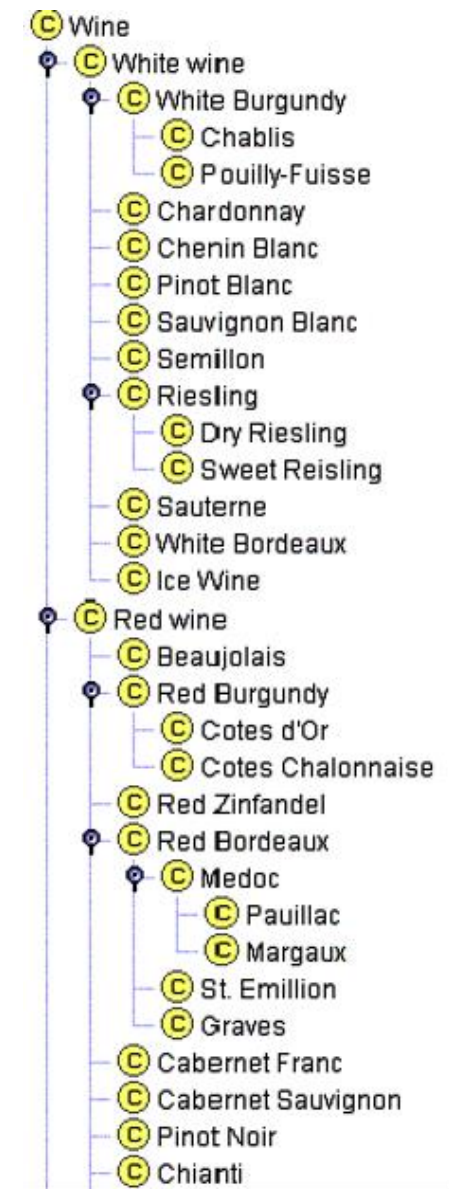 C Wine
C White wine
C White Burgundy
C Chablis
C Pouilly-Fuisse
C Chardonnay
C Chenin Blanc
C Pinot Blanc
C Sauvignon Blanc
C Semillon
C Riesling
C Dry Riesling
C Sweet Reisling
C Sauterne
C White Bordeaux
C Ice Wine
C Red wine
C Beaujolais
C Red Burgundy
C Cotes d'Or
C Cotes Chalonnaise
C Red Zinfandel
C Red Bordeaux
C Medoc
C Pauillac
C Margaux
C St. Emillion
C Graves
C Cabernet Franc
C Cabernet Sauvignon
C Pinot Noir
C Chianti